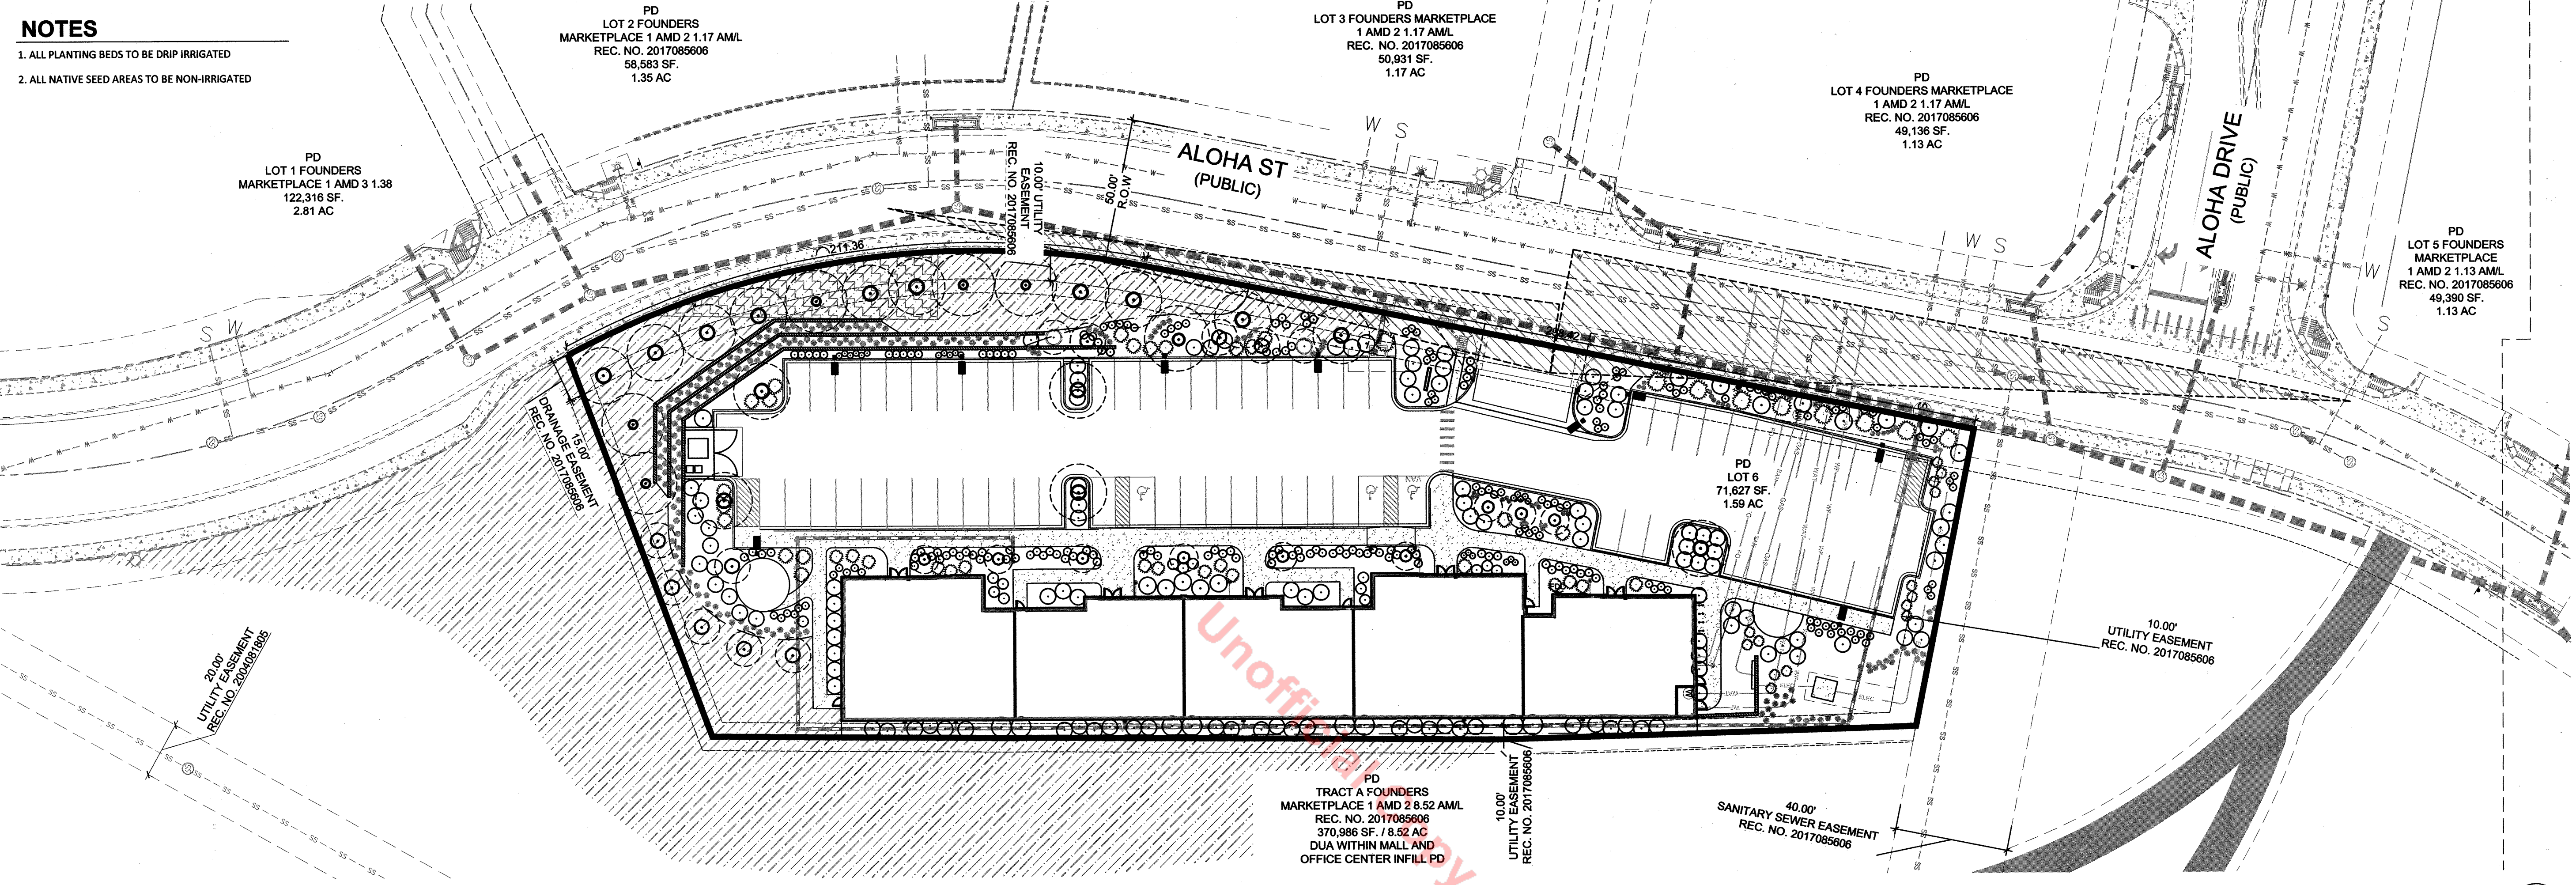 NOTES
1. ALL PLANTING BEDS TO BE DRIP IRRIGATED
2. ALL NATIVE SEED AREAS TO BE NON-IRRIGATED
PD
LOT 1 FOUNDERS
MARKETPLACE 1 AMD 3 1.38
122,316 SF.
2.81 AC
PD
LOT 2 FOUNDERS
MARKETPLACE 1 AMD 2 1.17 AM/L
REC. NO. 2017085606
58,583 SF.
1.35 AC
PD
LOT 3 FOUNDERS MARKETPLACE
1 AMD 2 1.17 AM/L
REC. NO. 2017085606
50,931 SF.
1.17 AC
PD
LOT 4 FOUNDERS MARKETPLACE
1 AMD 2 1.17 AM/L
REC. NO. 2017085606
49,136 SF.
1.13 AC
PD
LOT 5 FOUNDERS
MARKETPLACE
1 AMD 2 1.13 AM/L
REC. NO. 2017085606
49,390 SF.
1.13 AC
ALOHA ST
(PUBLIC)
ALOHA DRIVE
(PUBLIC)
10.00' UTILITY
EASEMENT
REC. NO. 2017085606
50.00'
R.O.W
211.36
W S
W S
S W
W
S
15.00'
DRAINAGE EASEMENT
REC. NO. 2017085606
PD
LOT 6
71,627 SF.
1.59 AC
VAN
20.00'
UTILITY EASEMENT
REC. NO. 2004081805
10.00'
UTILITY EASEMENT
REC. NO. 2017085606
ELEC
PD
TRACT A FOUNDERS
MARKETPLACE 1 AMD 2 8.52 AM/L
REC. NO. 2017085606
370,986 SF. / 8.52 AC
DUA WITHIN MALL AND
OFFICE CENTER INFILL PD
10.00'
UTILITY EASEMENT
REC. NO. 2017085606
40.00'
SANITARY SEWER EASEMENT
REC. NO. 2017085606
Unofficial Copy